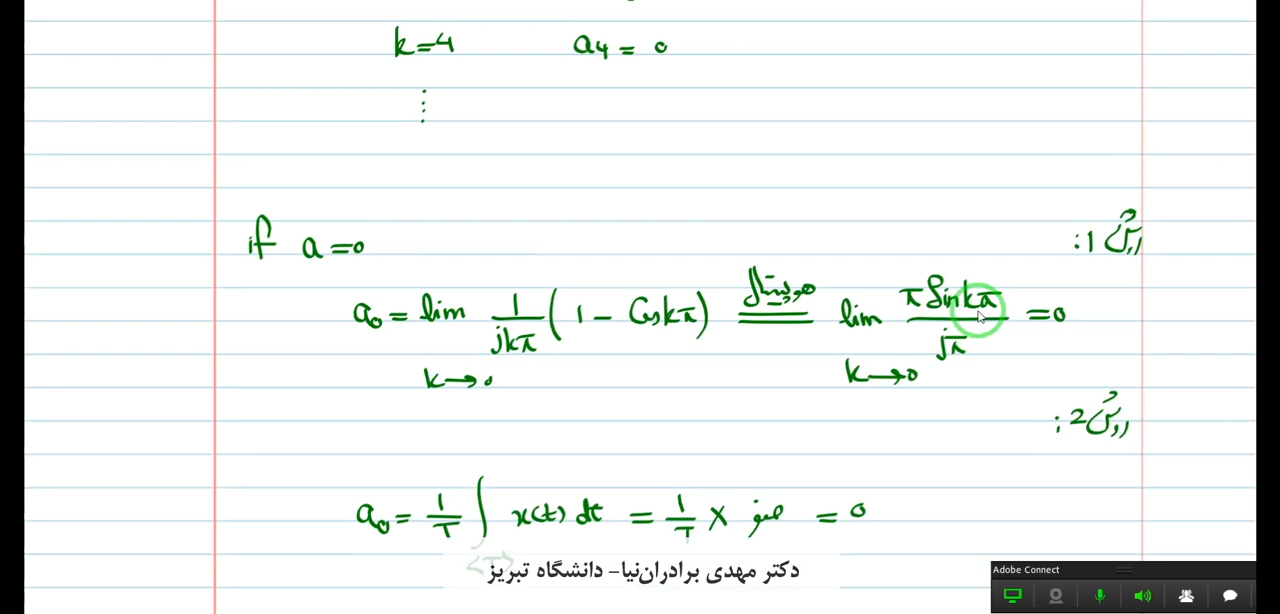 k=4 a4 = 0
⋮
if a=0
روش 1:
a0 = lim k→0 1/jkπ (1 - Cos kπ) هوپیتال = lim k→0 π Sin kπ / jπ = 0
روش 2:
a0 = 1/T ∫<T> x(t) dt = 1/T × صفر = 0
دکتر مهدی برادران‌نیا- دانشگاه تبریز
Adobe Connect